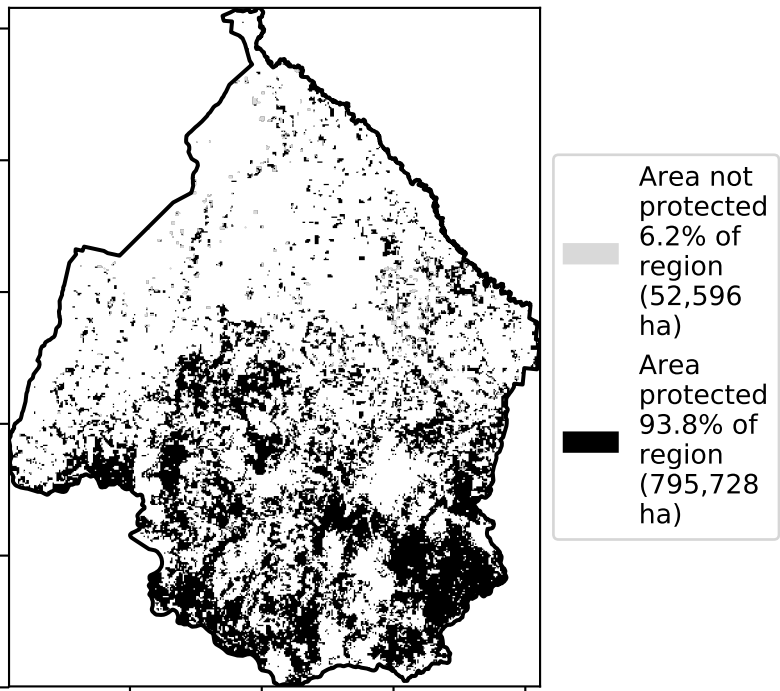 Area not
protected
6.2% of
region
(52,596
ha)
Area
protected
93.8% of
region
(795,728
ha)